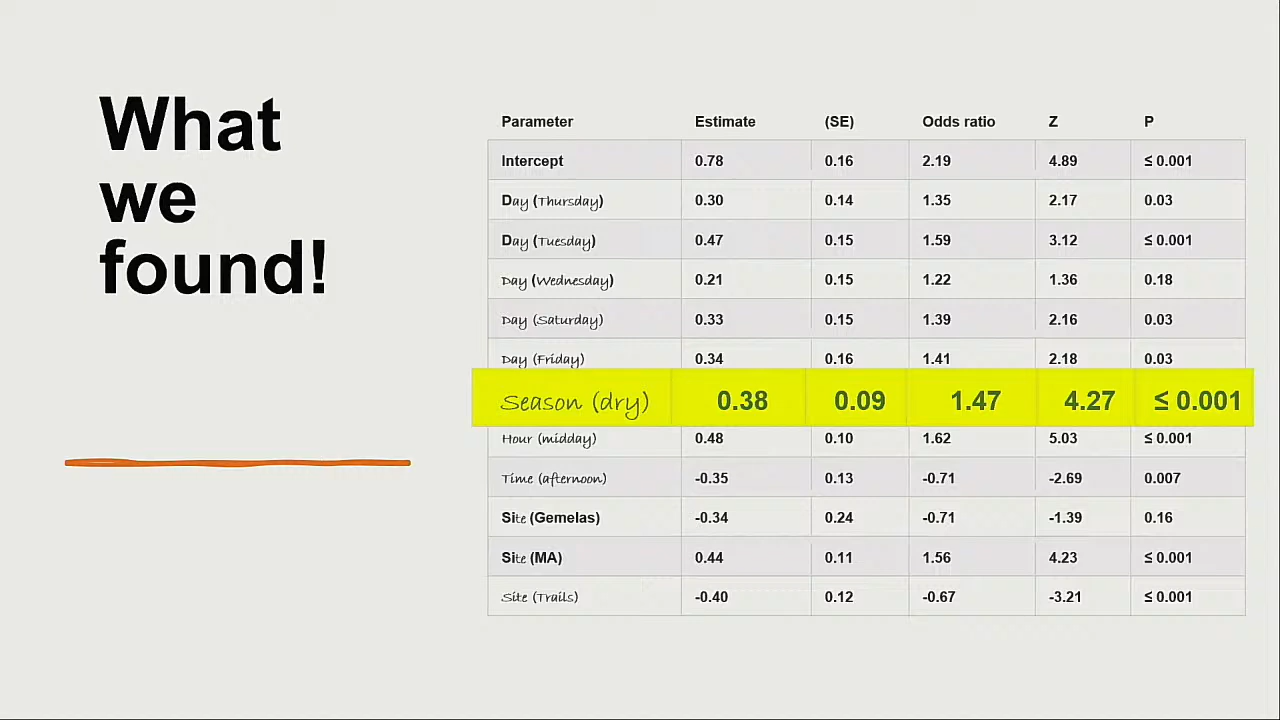 What
we
found!
Parameter Estimate (SE) Odds ratio Z P
Intercept 0.78 0.16 2.19 4.89 ≤ 0.001
Day (Thursday) 0.30 0.14 1.35 2.17 0.03
Day (Tuesday) 0.47 0.15 1.59 3.12 ≤ 0.001
Day (Wednesday) 0.21 0.15 1.22 1.36 0.18
Day (Saturday) 0.33 0.15 1.39 2.16 0.03
Day (Friday) 0.34 0.16 1.41 2.18 0.03
Season (dry) 0.38 0.09 1.47 4.27 ≤ 0.001
Hour (midday) 0.48 0.10 1.62 5.03 ≤ 0.001
Time (afternoon) -0.35 0.13 -0.71 -2.69 0.007
Site (Gemelas) -0.34 0.24 -0.71 -1.39 0.16
Site (MA) 0.44 0.11 1.56 4.23 ≤ 0.001
Site (Trails) -0.40 0.12 -0.67 -3.21 ≤ 0.001